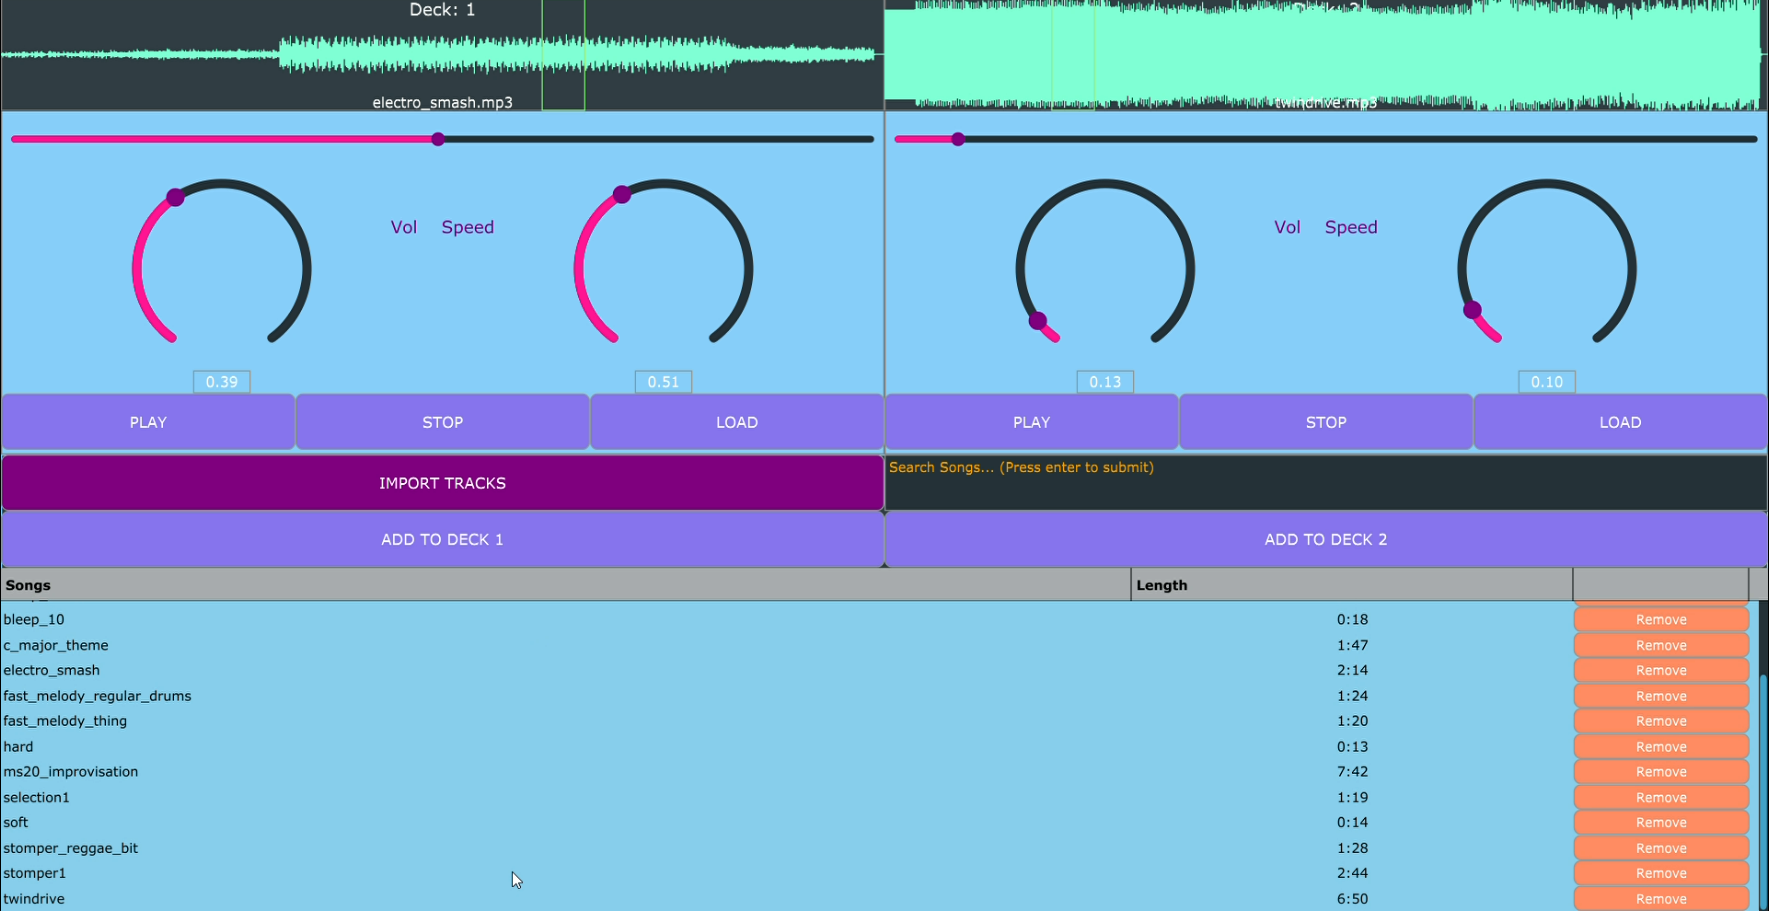 Deck: 1
electro_smash.mp3
twindrive.mp3
Vol Speed
Vol Speed
0.39 0.51 0.13 0.10
PLAY STOP LOAD PLAY STOP LOAD
IMPORT TRACKS
Search Songs... (Press enter to submit)
ADD TO DECK 1 ADD TO DECK 2
Songs Length
bleep_10 0:18 Remove
c_major_theme 1:47 Remove
electro_smash 2:14 Remove
fast_melody_regular_drums 1:24 Remove
fast_melody_thing 1:20 Remove
hard 0:13 Remove
ms20_improvisation 7:42 Remove
selection1 1:19 Remove
soft 0:14 Remove
stomper_reggae_bit 1:28 Remove
stomper1 2:44 Remove
twindrive 6:50 Remove